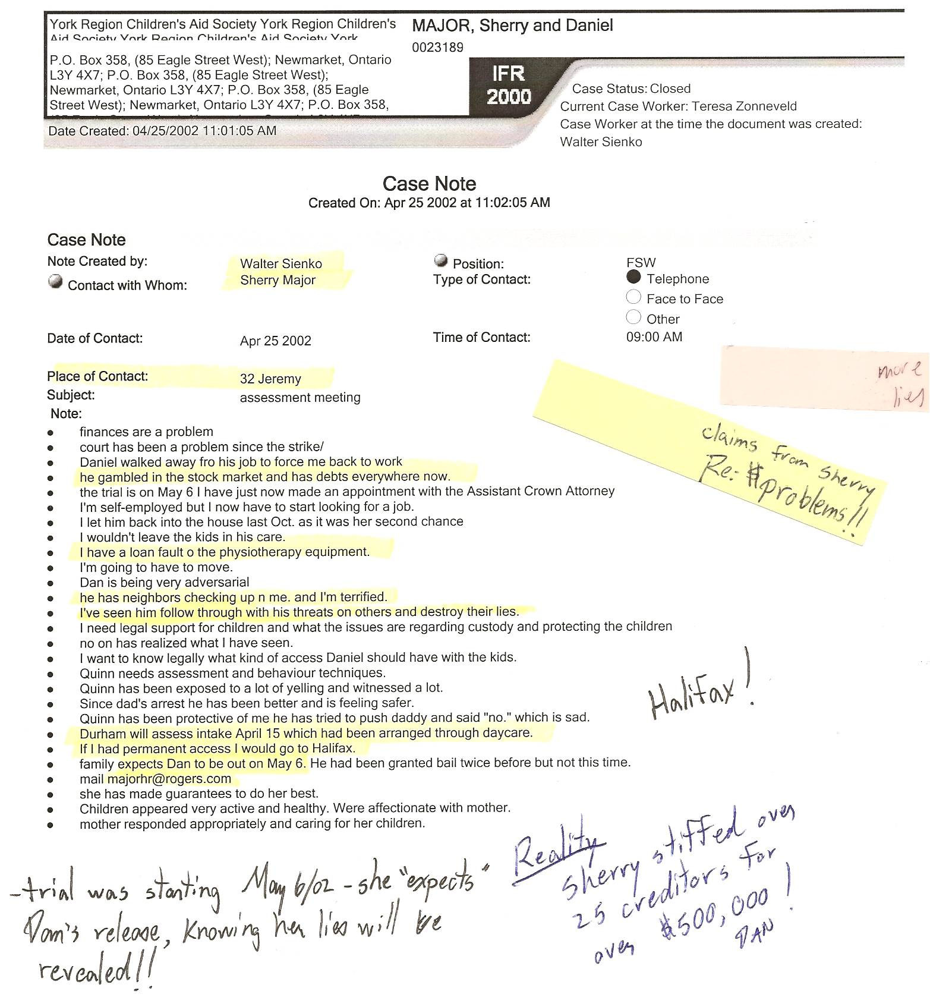 York Region Children's Aid Society York Region Children's
Aid Society York Region Children's Aid Society York
P.O. Box 358, (85 Eagle Street West); Newmarket, Ontario
L3Y 4X7; P.O. Box 358, (85 Eagle Street West);
Newmarket, Ontario L3Y 4X7; P.O. Box 358, (85 Eagle
Street West); Newmarket, Ontario L3Y 4X7; P.O. Box 358,
Date Created: 04/25/2002 11:01:05 AM
MAJOR, Sherry and Daniel
0023189
IFR
2000
Case Status: Closed
Current Case Worker: Teresa Zonneveld
Case Worker at the time the document was created:
Walter Sienko
Case Note
Created On: Apr 25 2002 at 11:02:05 AM
Case Note
Note Created by: Walter Sienko Position: FSW
Contact with Whom: Sherry Major Type of Contact: Telephone
Face to Face
Other
Date of Contact: Apr 25 2002 Time of Contact: 09:00 AM
Place of Contact: 32 Jeremy
Subject: assessment meeting
Note:
more
lies
claims from Sherry
Re: $problems!!
• finances are a problem
• court has been a problem since the strike/
• Daniel walked away fro his job to force me back to work
• he gambled in the stock market and has debts everywhere now.
• the trial is on May 6 I have just now made an appointment with the Assistant Crown Attorney
• I'm self-employed but I now have to start looking for a job.
• I let him back into the house last Oct. as it was her second chance
• I wouldn't leave the kids in his care.
• I have a loan fault o the physiotherapy equipment.
• I'm going to have to move.
• Dan is being very adversarial
• he has neighbors checking up n me. and I'm terrified.
• I've seen him follow through with his threats on others and destroy their lies.
• I need legal support for children and what the issues are regarding custody and protecting the children
• no on has realized what I have seen.
• I want to know legally what kind of access Daniel should have with the kids.
• Quinn needs assessment and behaviour techniques.
• Quinn has been exposed to a lot of yelling and witnessed a lot.
• Since dad's arrest he has been better and is feeling safer.
• Quinn has been protective of me he has tried to push daddy and said "no." which is sad.
• Durham will assess intake April 15 which had been arranged through daycare.
• If I had permanent access I would go to Halifax.
• family expects Dan to be out on May 6. He had been granted bail twice before but not this time.
• mail majorhr@rogers.com
• she has made guarantees to do her best.
• Children appeared very active and healthy. Were affectionate with mother.
• mother responded appropriately and caring for her children.
Halifax!
- trial was starting May 6/02 - she "expects"
Dan's release, knowing her lies will be
revealed!!
Reality
Sherry stiffed over
25 creditors for
over $500,000!
DAN